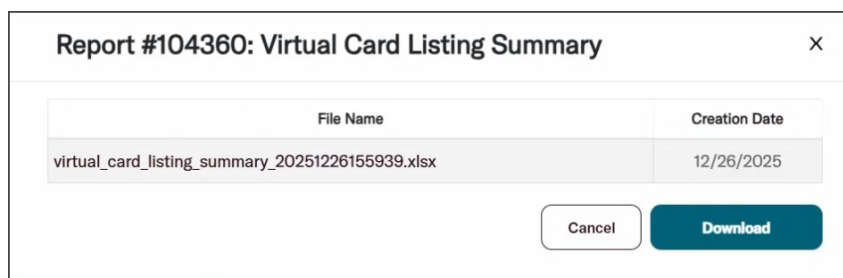 Report #104360: Virtual Card Listing Summary X
File Name Creation Date
virtual_card_listing_summary_20251226155939.xlsx 12/26/2025
Cancel Download